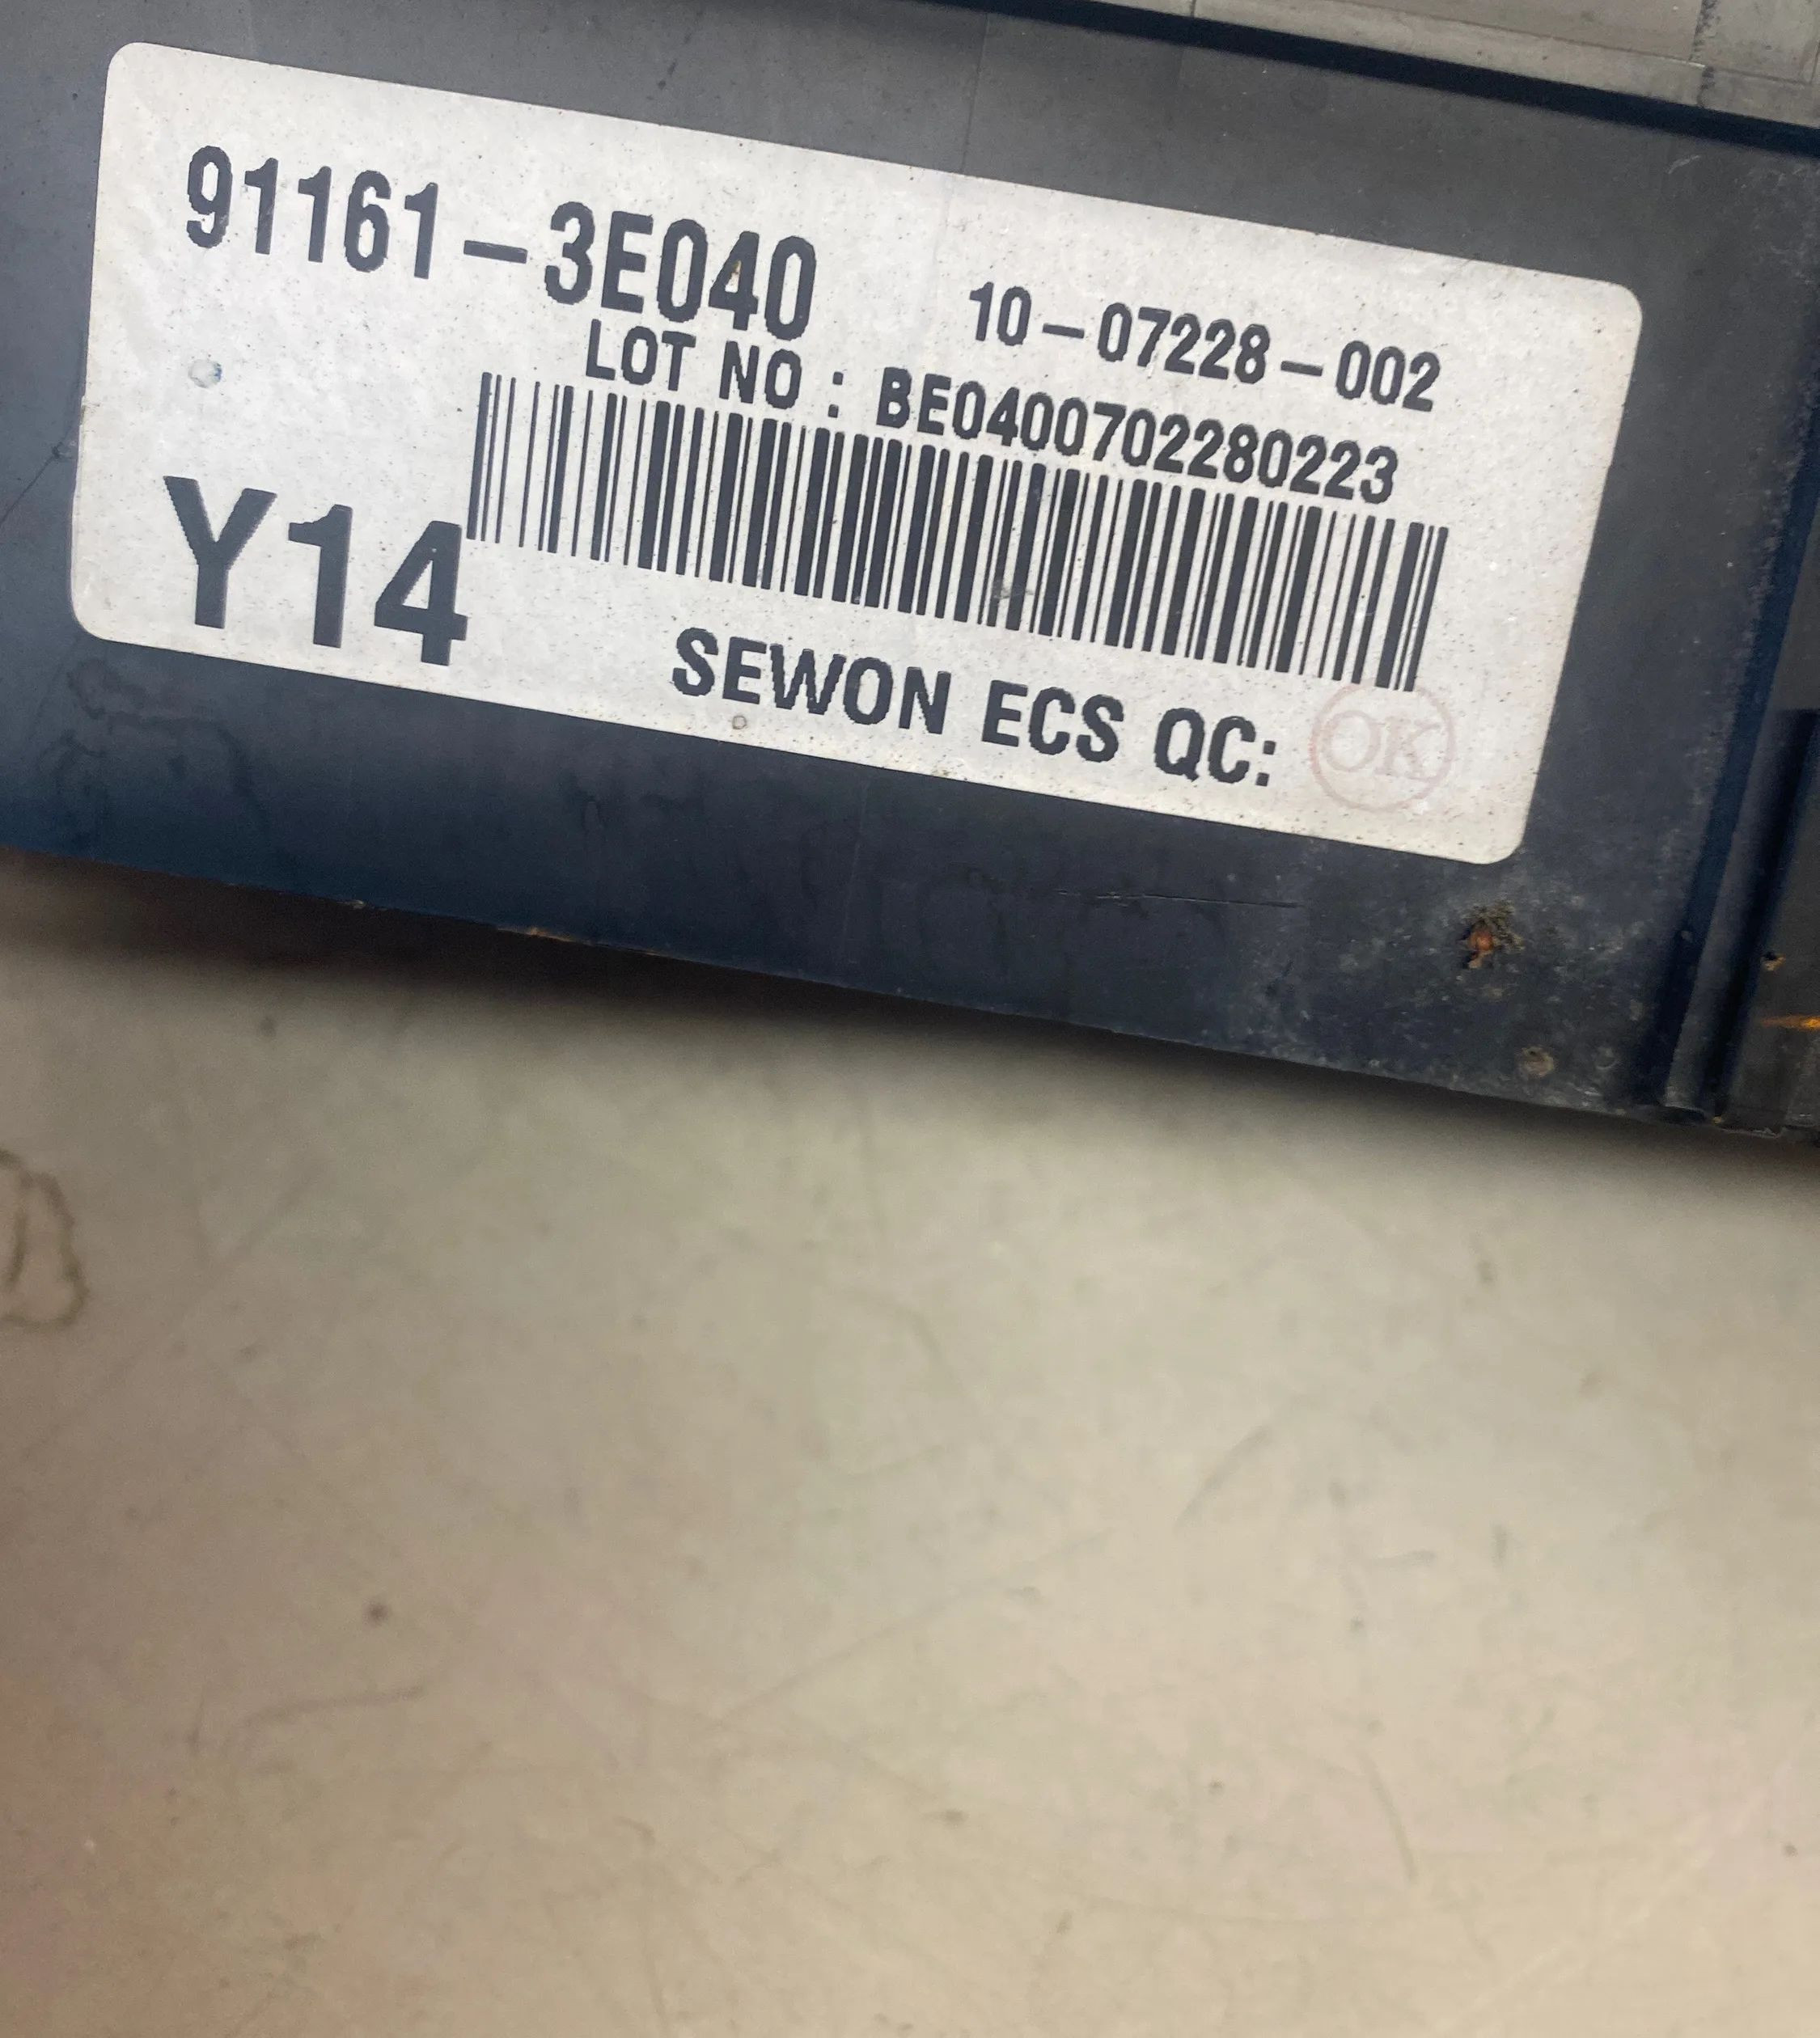 91161-3E040 10-07228-002
LOT NO : BE0400702280223
Y14
SEWON ECS QC: OK